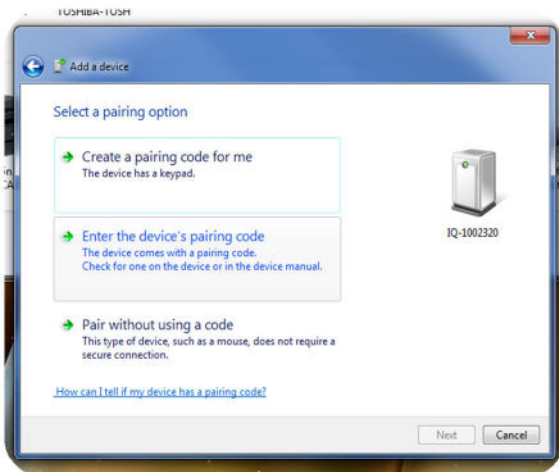 TOSHIBA-TOSH
Add a device
Select a pairing option
Create a pairing code for me
The device has a keypad.
Enter the device's pairing code
The device comes with a pairing code.
Check for one on the device or in the device manual.
IQ-1002320
Pair without using a code
This type of device, such as a mouse, does not require a
secure connection.
How can I tell if my device has a pairing code?
Next
Cancel